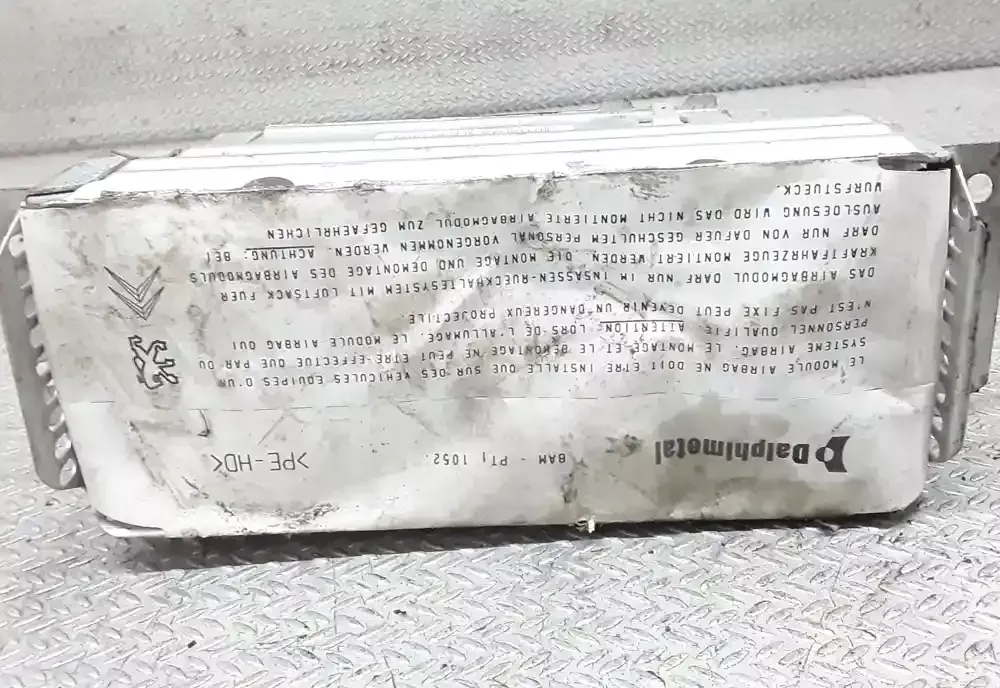 Dalphimetal
BAM - PT1 1052.
>PE-HD<
LE MODULE AIRBAG NE DOIT ETRE INSTALLE QUE SUR DES VEHICULES EQUIPES D'UN
SYSTEME AIRBAG. LE MONTAGE ET LE DEMONTAGE NE PEUT ETRE EFFECTUE QUE PAR DU
PERSONNEL QUALIFIE. ATTENTION: LORS DE L'ALLUMAGE, LE MODULE AIRBAG QUI
N'EST PAS FIXE PEUT DEVENIR UN DANGEREUX PROJECTILE.
DAS AIRBAGMODUL DARF NUR IM INSASSEN-RUECKHALTESYSTEM MIT LUFTSACK FUER
KRAFTFAHRZEUGE MONTIERT WERDEN. DIE MONTAGE UND DEMONTAGE DES AIRBAGMODULS
DARF NUR VON DAFUER GESCHULTEM PERSONAL VORGENOMMEN WERDEN. ACHTUNG: BEI
AUSLOESUNG WIRD DAS NICHT MONTIERTE AIRBAGMODUL ZUM GEFAEHRLICHEN
WURFSTUECK.